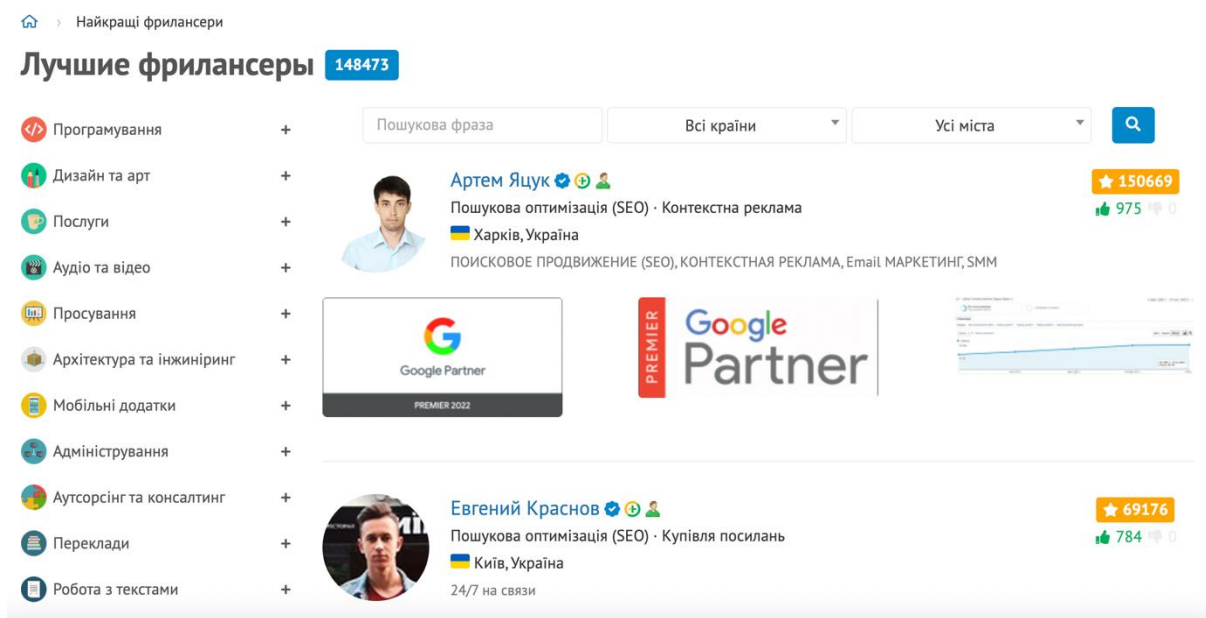 Найкращі фрилансери
Лучшие фрилансеры 148473
Програмування +
Дизайн та арт +
Послуги +
Аудіо та відео +
Просування +
Архітектура та інжиніринг +
Мобільні додатки +
Адміністрування +
Аутсорсінг та консалтинг +
Переклади +
Робота з текстами +
Пошукова фраза
Всі країни
Усі міста
Артем Яцук
150669
Пошукова оптимізація (SEO) · Контекстна реклама
975 0
Харків, Україна
ПОИСКОВОЕ ПРОДВИЖЕНИЕ (SEO), КОНТЕКСТНАЯ РЕКЛАМА, Email МАРКЕТИНГ, SMM
Google Partner
PREMIER 2022
PREMIER
Google
Partner
Евгений Краснов
69176
Пошукова оптимізація (SEO) · Купівля посилань
784 0
Київ, Україна
24/7 на связи